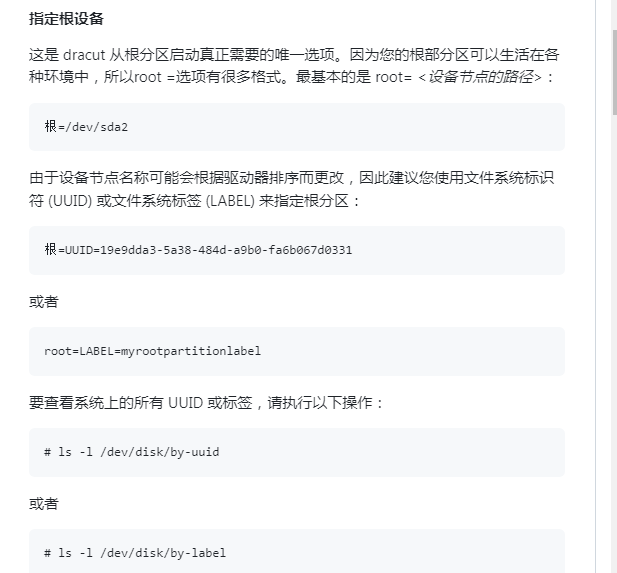 指定根设备
这是 dracut 从根分区启动真正需要的唯一选项。因为您的根部分区可以生活在各
种环境中，所以root =选项有很多格式。最基本的是 root= <设备节点的路径>：
根=/dev/sda2
由于设备节点名称可能会根据驱动器排序而更改，因此建议您使用文件系统标识
符 (UUID) 或文件系统标签 (LABEL) 来指定根分区：
根=UUID=19e9dda3-5a38-484d-a9b0-fa6b067d0331
或者
root=LABEL=myrootpartitionlabel
要查看系统上的所有 UUID 或标签，请执行以下操作：
# ls -l /dev/disk/by-uuid
或者
# ls -l /dev/disk/by-label